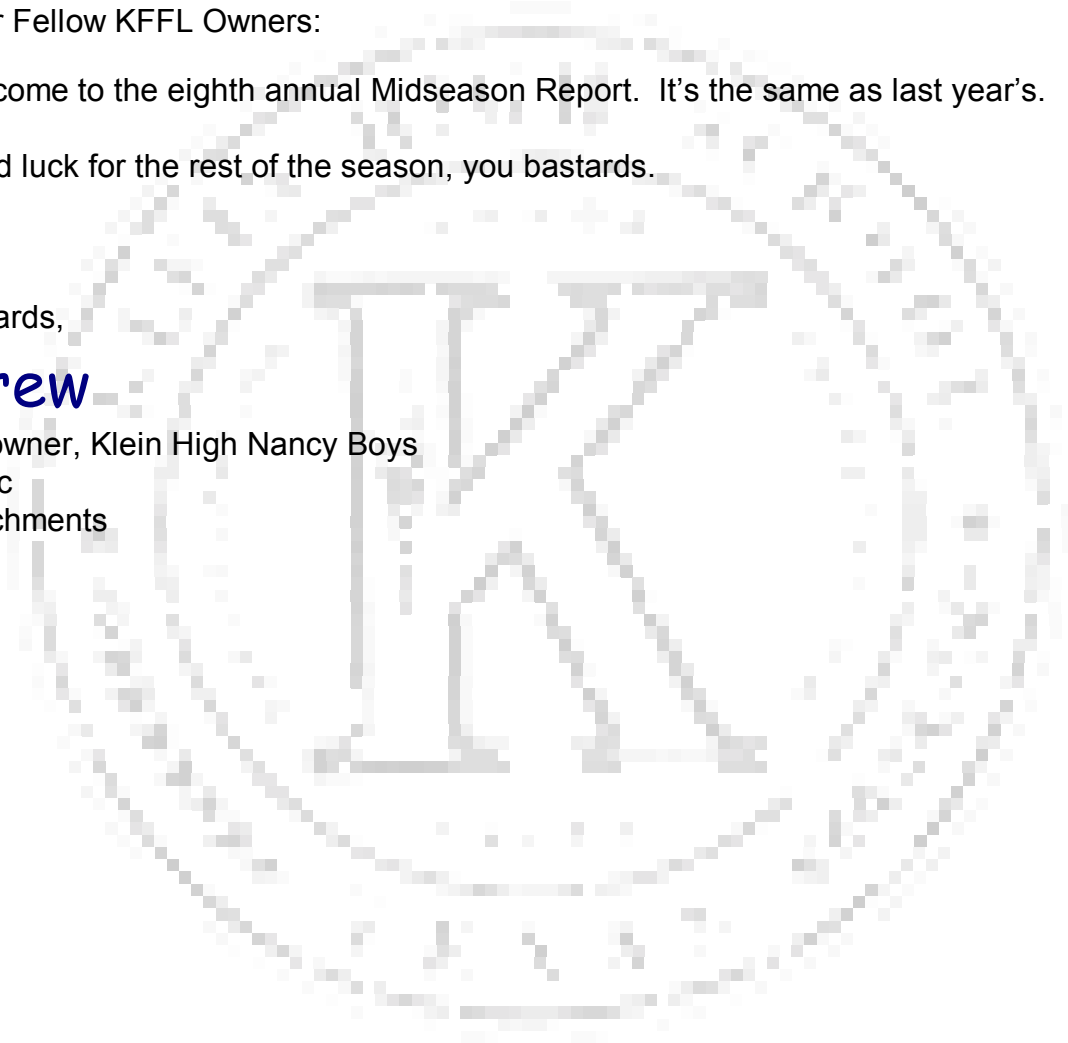 r Fellow KFFL Owners:
come to the eighth annual Midseason Report.  It's the same as last year's.
d luck for the rest of the season, you bastards.
ards,
rew
owner, Klein High Nancy Boys
c
chments
K